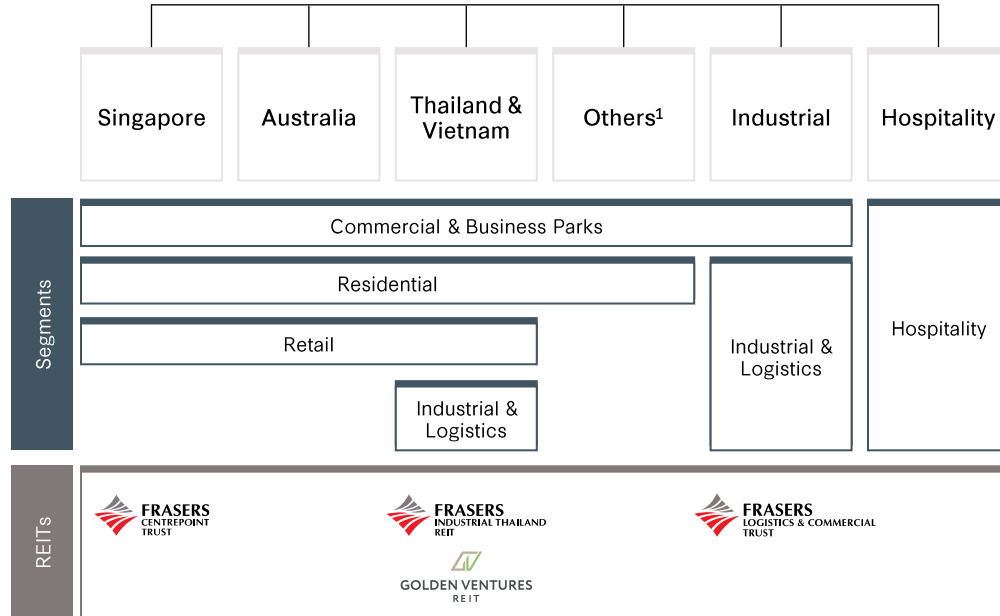 Singapore
Australia
Thailand &
Vietnam
Others¹
Industrial
Hospitality
Segments
Commercial & Business Parks
Residential
Retail
Industrial &
Logistics
Industrial &
Logistics
Hospitality
REITs
FRASERS
CENTREPOINT
TRUST
FRASERS
INDUSTRIAL THAILAND
REIT
GOLDEN VENTURES
REIT
FRASERS
LOGISTICS & COMMERCIAL
TRUST